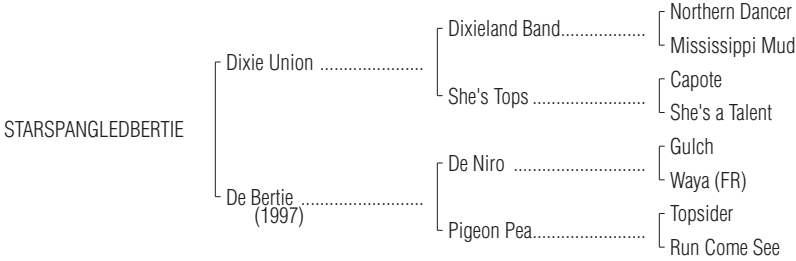 Northern Dancer
Dixieland Band....................
Mississippi Mud
Dixie Union ......................
Capote
She's Tops ........................
She's a Talent
STARSPANGLEDBERTIE
Gulch
De Niro ............................
Waya (FR)
De Bertie ..........................
(1997)
Topsider
Pigeon Pea........................
Run Come See